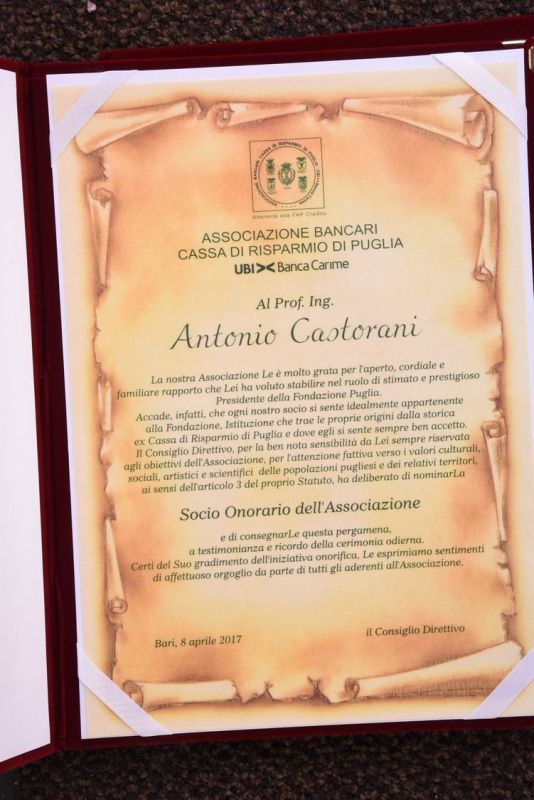 Aderente alla FAP Credito
ASSOCIAZIONE BANCARI
CASSA DI RISPARMIO DI PUGLIA
UBI Banca Carime
Al Prof. Ing.
Antonio Castorani
La nostra Associazione Le è molto grata per l'aperto, cordiale e
familiare rapporto che Lei ha voluto stabilire nel ruolo di stimato e prestigioso
Presidente della Fondazione Puglia.
Accade, infatti, che ogni nostro socio si sente idealmente appartenente
alla Fondazione, Istituzione che trae le proprie origini dalla storica
ex Cassa di Risparmio di Puglia e dove egli si sente sempre ben accetto.
Il Consiglio Direttivo, per la ben nota sensibilità da Lei sempre riservata
agli obiettivi dell'Associazione, per l'attenzione fattiva verso i valori culturali,
sociali, artistici e scientifici delle popolazioni pugliesi e dei relativi territori,
ai sensi dell'articolo 3 del proprio Statuto, ha deliberato di nominarLa
Socio Onorario dell'Associazione
e di consegnarLe questa pergamena,
a testimonianza e ricordo della cerimonia odierna.
Certi del Suo gradimento dell'iniziativa onorifica, Le esprimiamo sentimenti
di affettuoso orgoglio da parte di tutti gli aderenti all'Associazione.
Bari, 8 aprile 2017
il Consiglio Direttivo